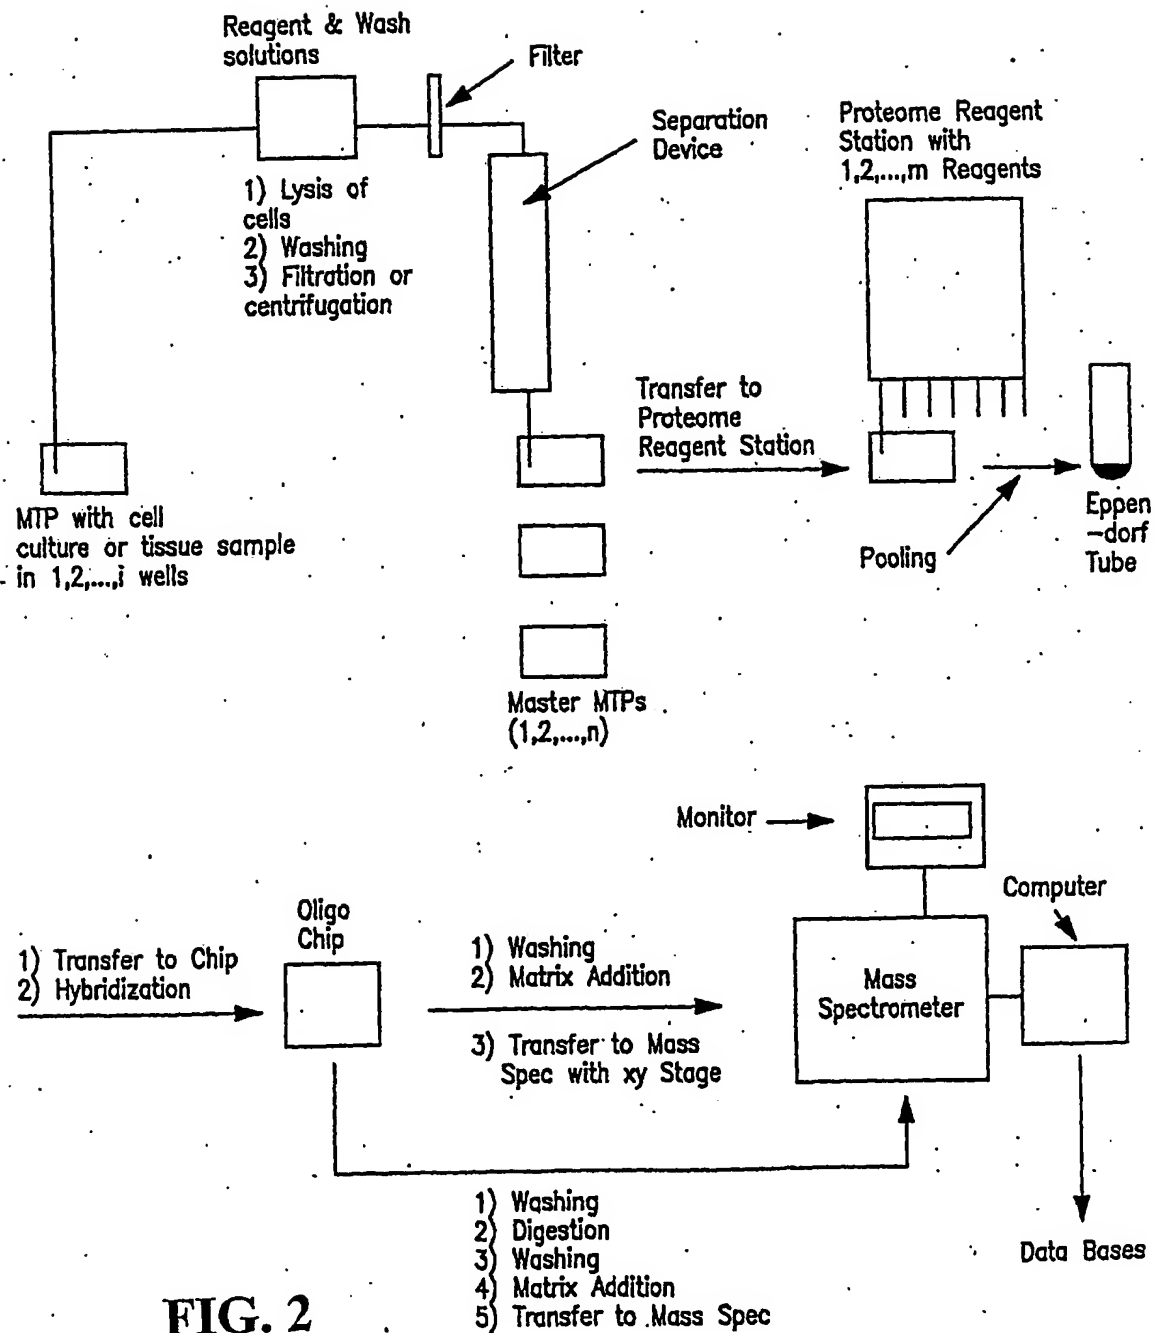 Reagent & Wash
solutions
Filter
Separation
Device
Proteome Reagent
Station with
1,2,...,m Reagents
1) Lysis of
cells
2) Washing
3) Filtration or
centrifugation
Transfer to
Proteome
Reagent Station
MTP with cell
culture or tissue sample
in 1,2,...,i wells
Pooling
Eppen
-dorf
Tube
Master MTPs
(1,2,...,n)
Monitor
Computer
Oligo
Chip
1) Transfer to Chip
2) Hybridization
1) Washing
2) Matrix Addition
3) Transfer to Mass
Spec with xy Stage
Mass
Spectrometer
1) Washing
2) Digestion
3) Washing
4) Matrix Addition
5) Transfer to Mass Spec
Data Bases
FIG. 2